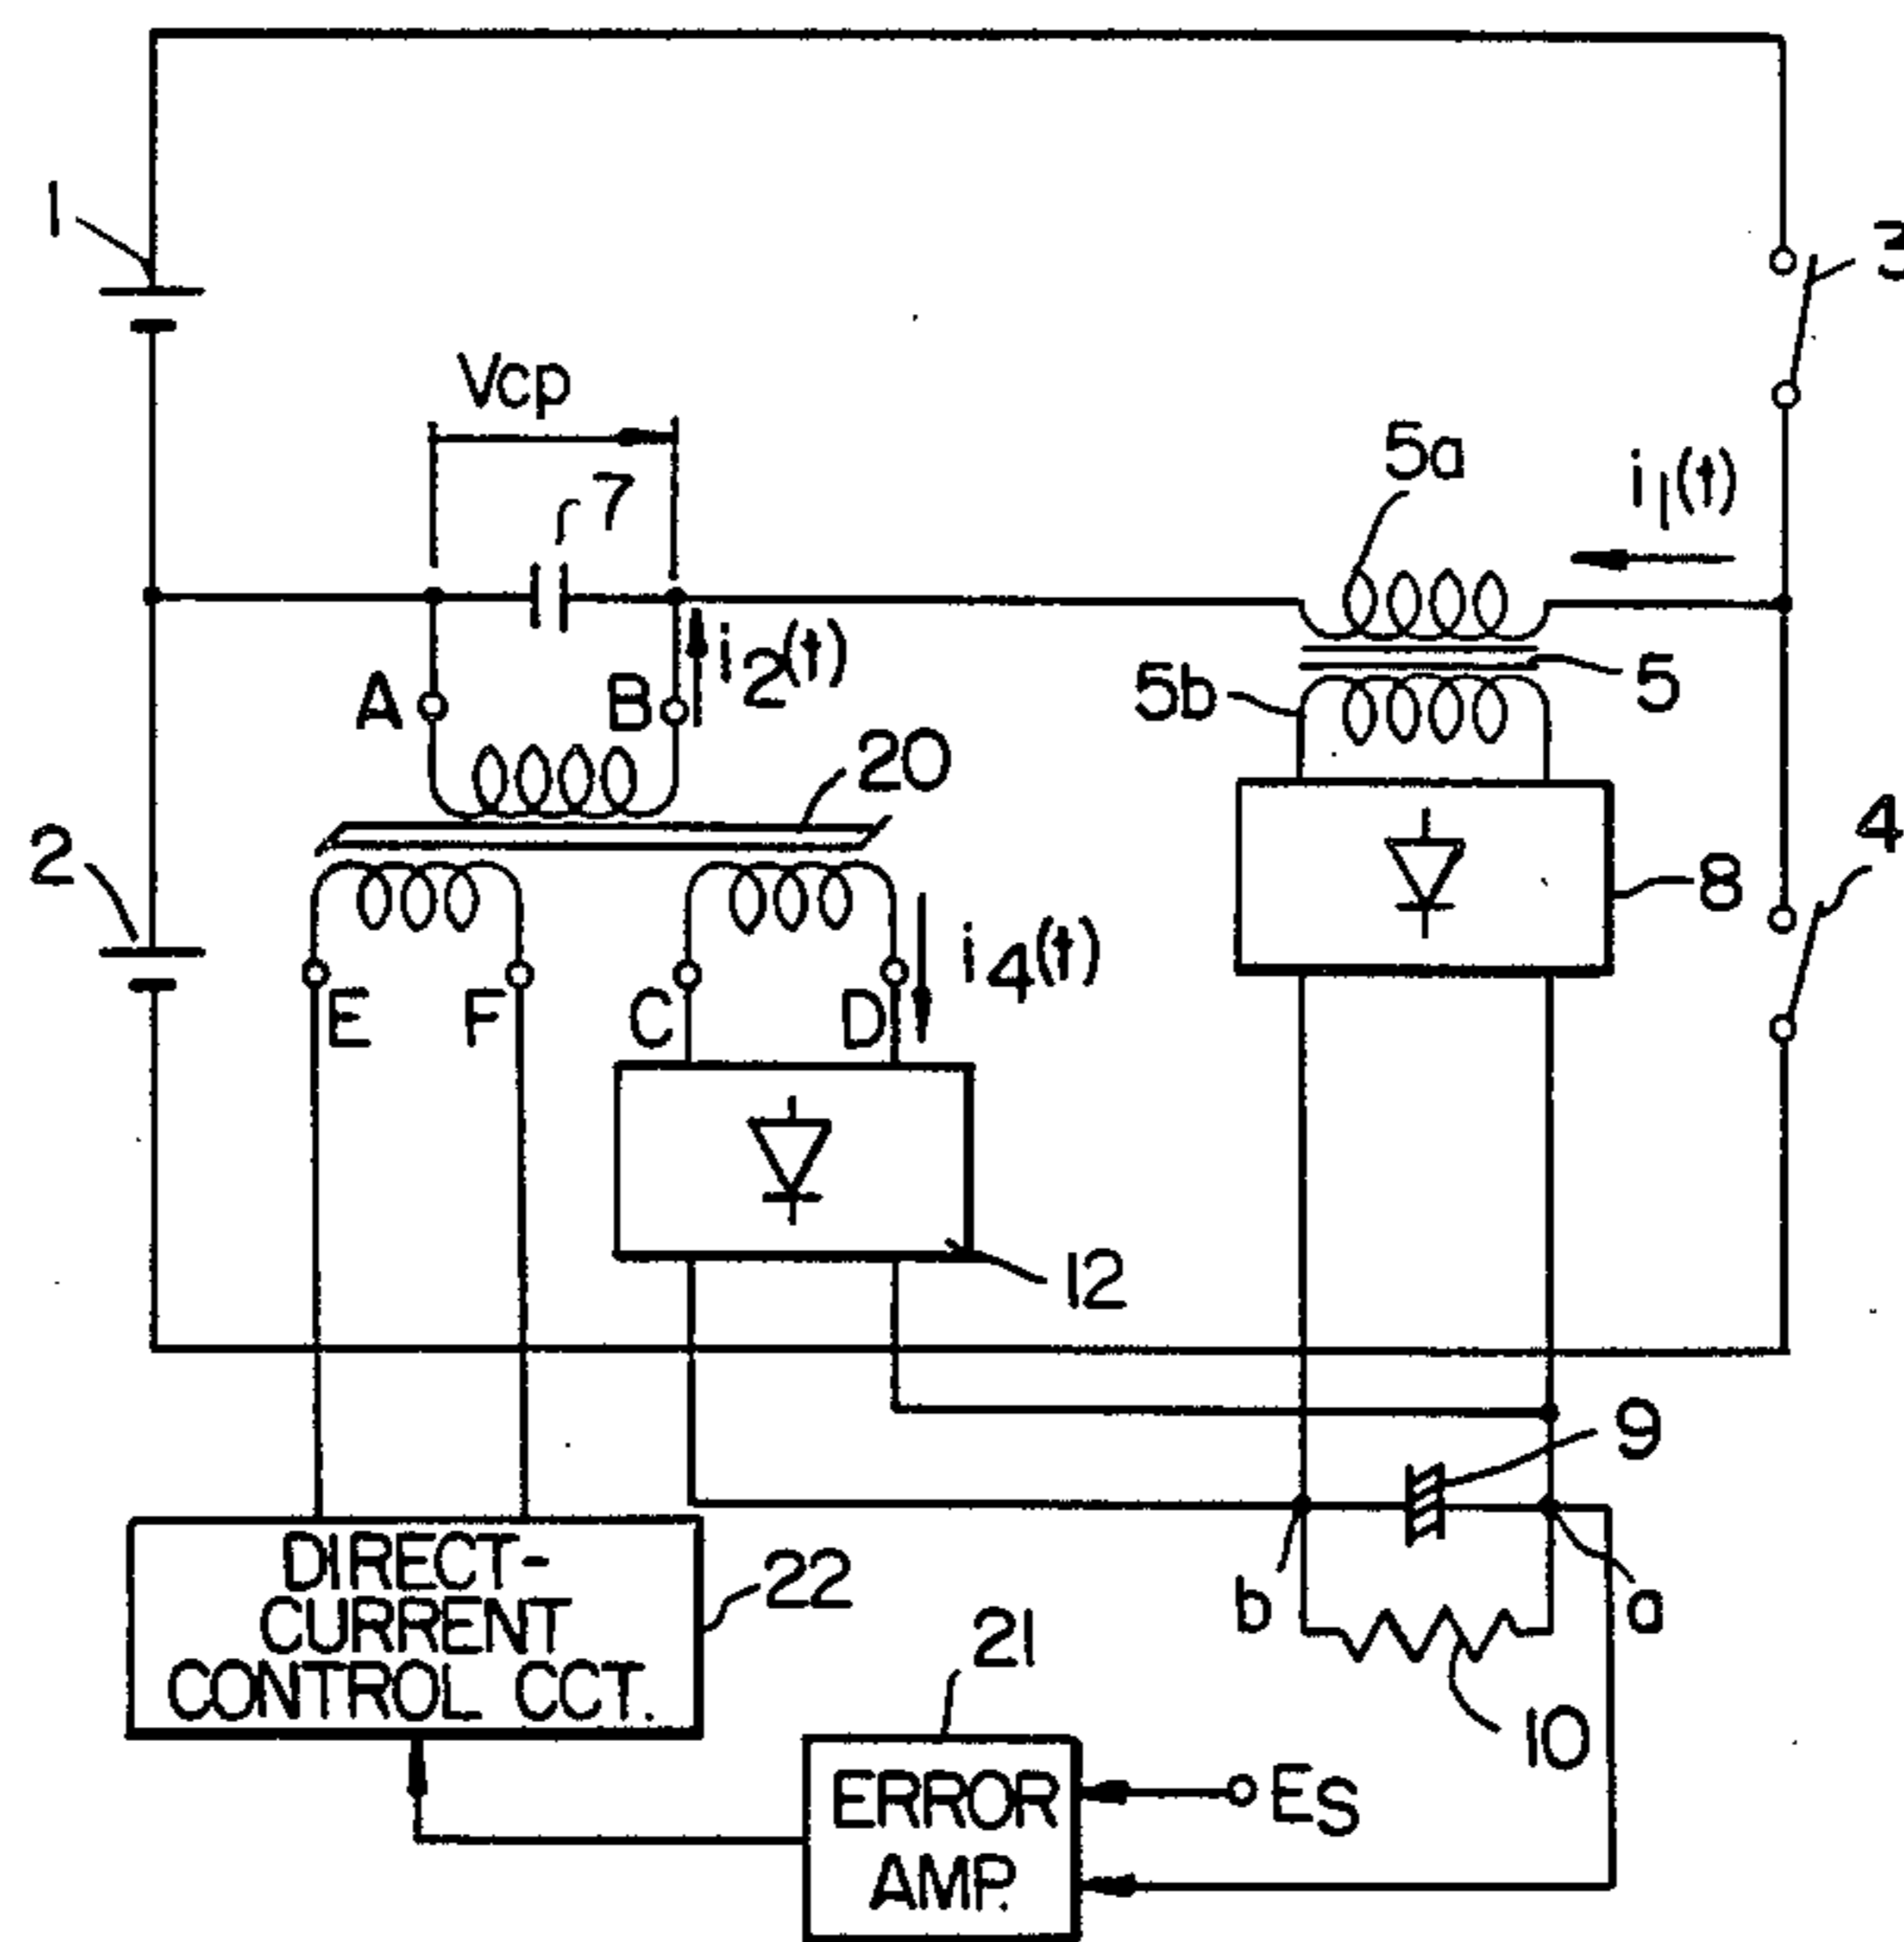 1
3
Vcp
5a
i1(t)
7
i2(t)
5b
5
A
B
20
4
2
8
i4(t)
E
F
C
D
12
9
DIRECT-
CURRENT
CONTROL CCT.
22
b
a
21
10
ERROR
AMP.
ES